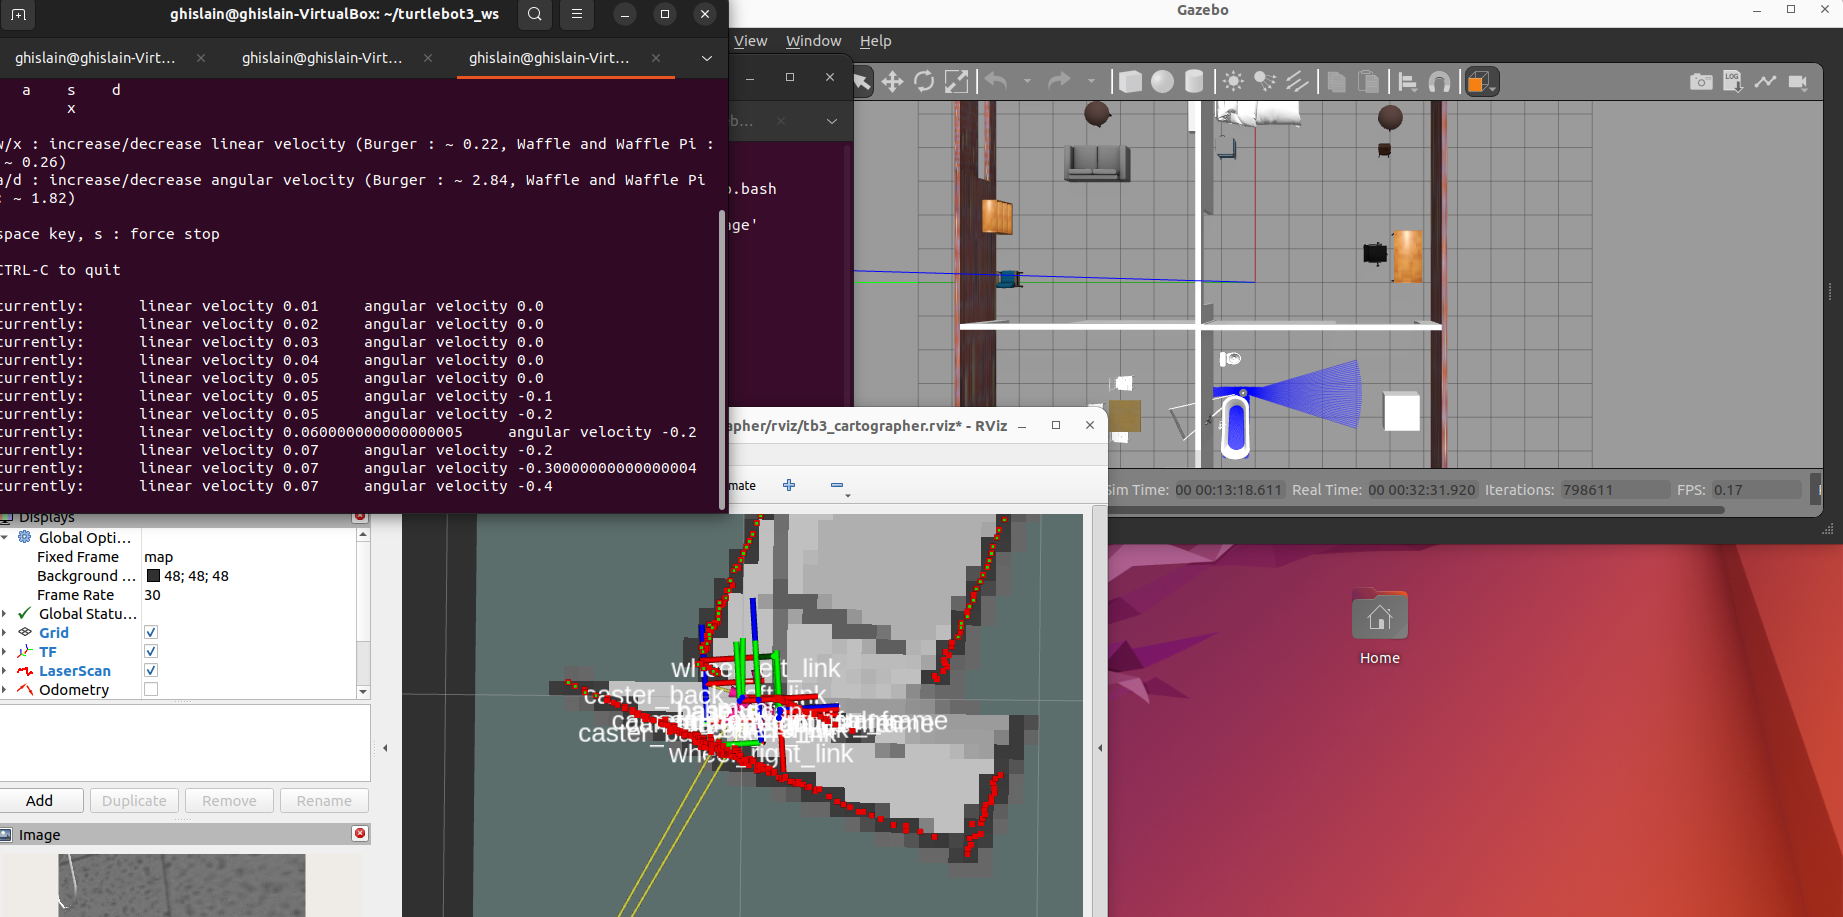 ghislain@ghislain-VirtualBox: ~/turtlebot3_ws
ghislain@ghislain-Virt...
ghislain@ghislain-Virt...
ghislain@ghislain-Virt...
a s d
x
w/x : increase/decrease linear velocity (Burger : ~ 0.22, Waffle and Waffle Pi :
~ 0.26)
a/d : increase/decrease angular velocity (Burger : ~ 2.84, Waffle and Waffle Pi
: ~ 1.82)
space key, s : force stop
CTRL-C to quit
currently: linear velocity 0.01 angular velocity 0.0
currently: linear velocity 0.02 angular velocity 0.0
currently: linear velocity 0.03 angular velocity 0.0
currently: linear velocity 0.04 angular velocity 0.0
currently: linear velocity 0.05 angular velocity 0.0
currently: linear velocity 0.05 angular velocity -0.1
currently: linear velocity 0.05 angular velocity -0.2
currently: linear velocity 0.060000000000000005 angular velocity -0.2
currently: linear velocity 0.07 angular velocity -0.2
currently: linear velocity 0.07 angular velocity -0.30000000000000004
currently: linear velocity 0.07 angular velocity -0.4
Gazebo
View Window Help
LOG
b...
o.bash
nge'
Sim Time: 00 00:13:18.611 Real Time: 00 00:32:31.920 Iterations: 798611 FPS: 0.17
apher/rviz/tb3_cartographer.rviz* - RViz
mate
Displays
Global Opti...
Fixed Frame map
Background ... 48; 48; 48
Frame Rate 30
Global Statu...
Grid
TF
LaserScan
Odometry
Add Duplicate Remove Rename
Image
wheel_left_link
caster_back_left_link
wheel_right_link
Home